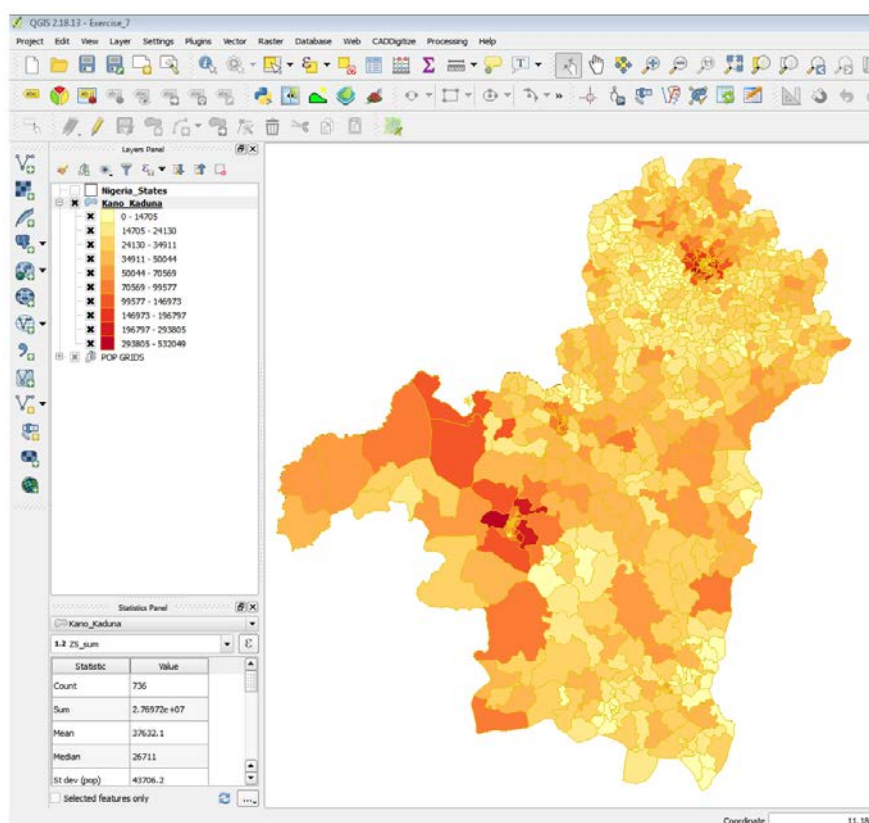 QGIS 2.18.13 - Exercise_7
Project Edit View Layer Settings Plugins Vector Raster Database Web CADDigitize Processing Help
Layers Panel
Nigeria_States
Kano_Kaduna
0 - 14705
14705 - 24130
24130 - 34911
34911 - 50044
50044 - 70569
70569 - 99577
99577 - 146973
146973 - 196797
196797 - 293805
293805 - 532049
POP GRIDS
Statistics Panel
Kano_Kaduna
1.2 ZS_sum
Statistic Value
Count 736
Sum 2.76972e+07
Mean 37632.1
Median 26711
St dev (pop) 43706.2
Selected features only
Coordinate 11.18